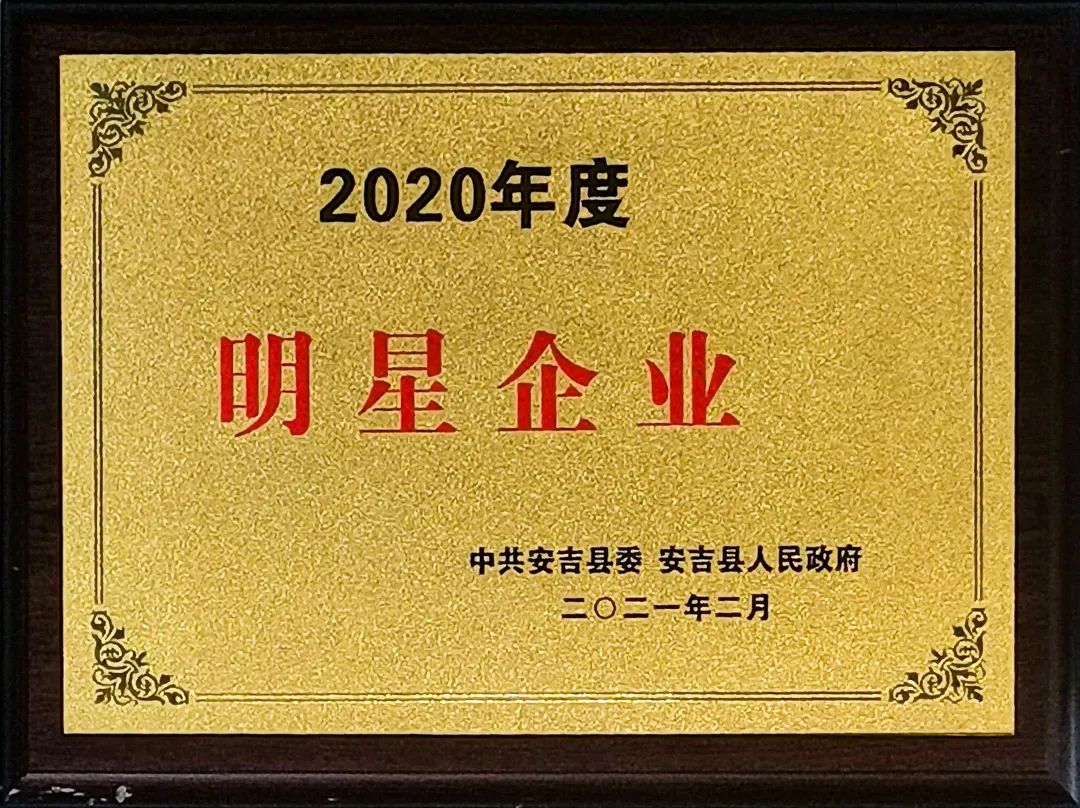 2020年度
明星企业
中共安吉县委 安吉县人民政府
二〇二一年二月